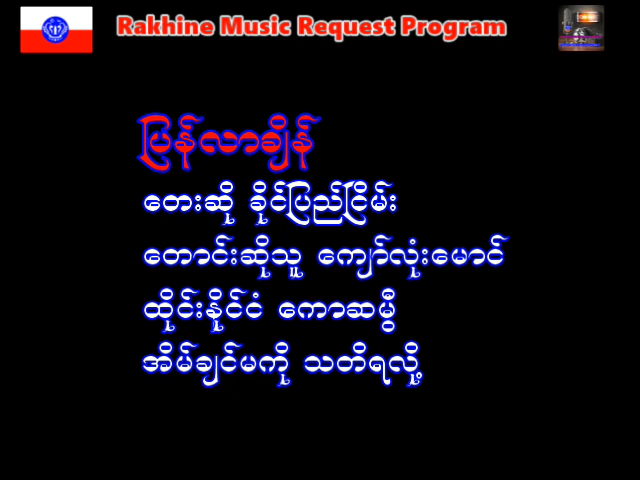 Rakhine Music Request Program
ပြန်လာချိန်
တေးဆို ခိုင်ပြည်ငြိမ်း
တောင်းဆိုသူ ကျော်လုံးမောင်
ထိုင်းနိုင်ငံ ကောဆမွီ
အိမ်ချင်မကို သတိရလို့